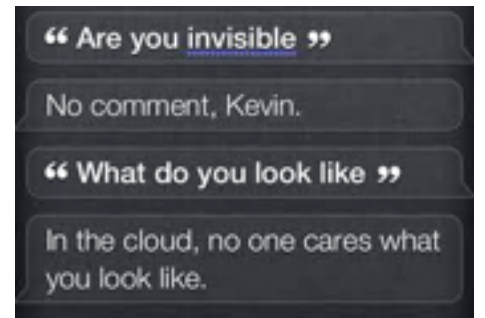 “ Are you invisible ”
No comment, Kevin.
“ What do you look like ”
In the cloud, no one cares what
you look like.